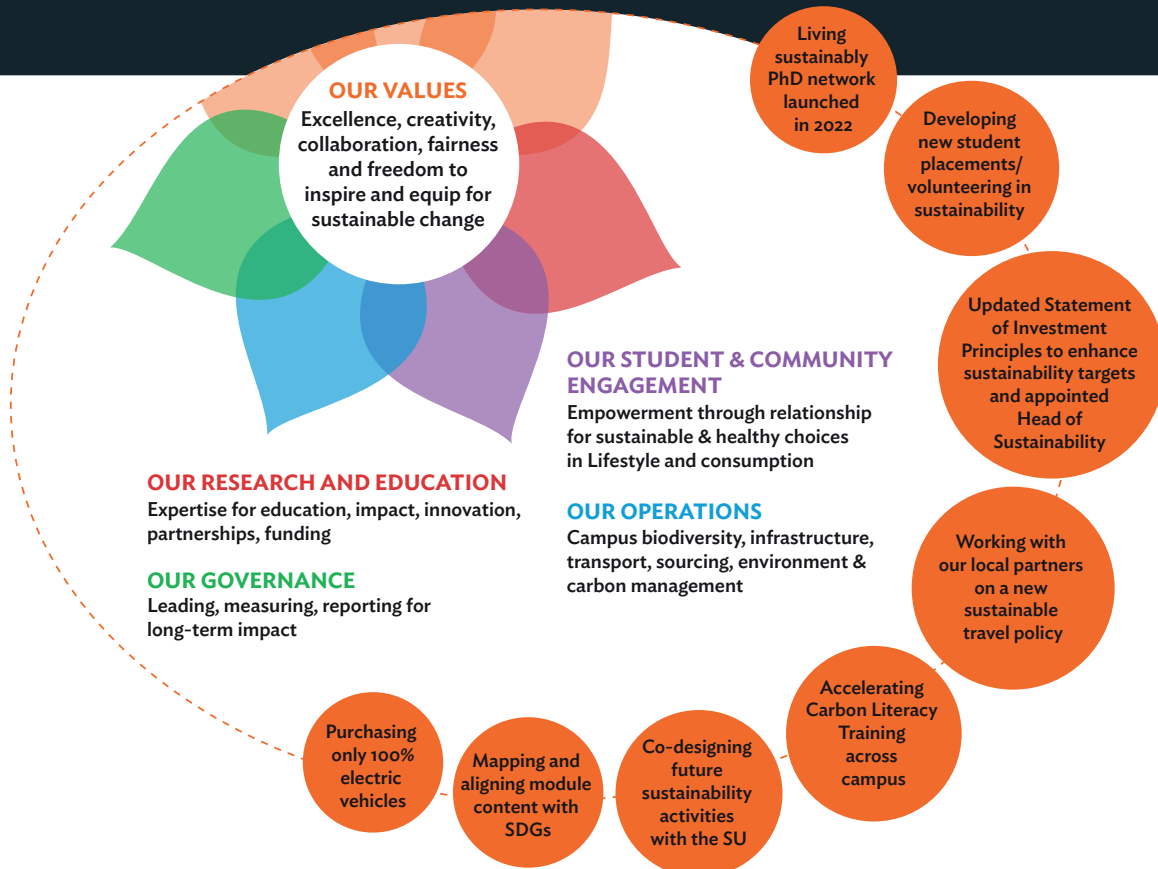 OUR VALUES
Excellence, creativity,
collaboration, fairness
and freedom to
inspire and equip for
sustainable change
Living
sustainably
PhD network
launched
in 2022
Developing
new student
placements/
volunteering in
sustainability
Updated Statement
of Investment
Principles to enhance
sustainability targets
and appointed
Head of
Sustainability
OUR STUDENT & COMMUNITY
ENGAGEMENT
Empowerment through relationship
for sustainable & healthy choices
in Lifestyle and consumption
OUR RESEARCH AND EDUCATION
Expertise for education, impact, innovation,
partnerships, funding
OUR OPERATIONS
Campus biodiversity, infrastructure,
transport, sourcing, environment &
carbon management
OUR GOVERNANCE
Leading, measuring, reporting for
long-term impact
Working with
our local partners
on a new
sustainable
travel policy
Accelerating
Carbon Literacy
Training
across
campus
Co-designing
future
sustainability
activities
with the SU
Mapping and
aligning module
content with
SDGs
Purchasing
only 100%
electric
vehicles